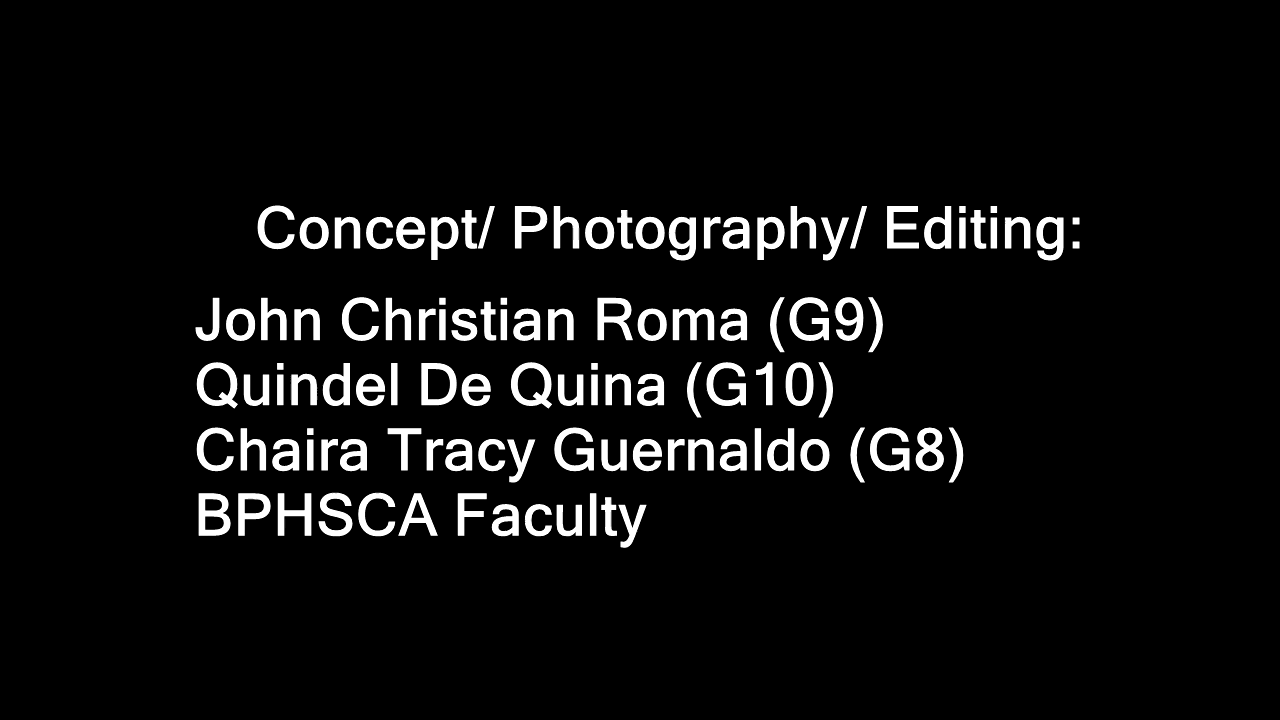 Concept/ Photography/ Editing:
John Christian Roma (G9)
Quindel De Quina (G10)
Chaira Tracy Guernaldo (G8)
BPHSCA Faculty